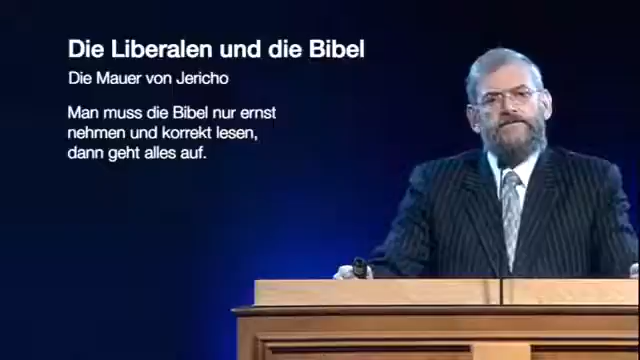 Die Liberalen und die Bibel
Die Mauer von Jericho
Man muss die Bibel nur ernst
nehmen und korrekt lesen,
dann geht alles auf.